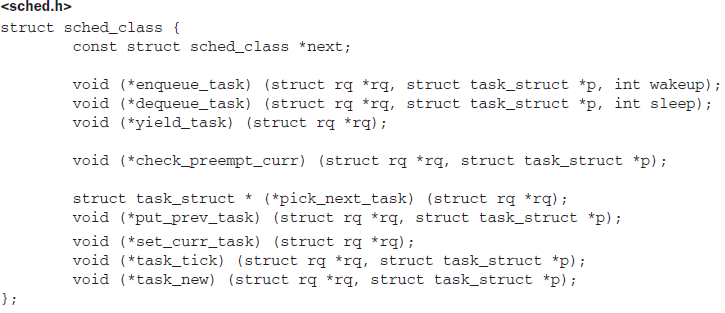 <sched.h>
struct sched_class {
const struct sched_class *next;
void (*enqueue_task) (struct rq *rq, struct task_struct *p, int wakeup);
void (*dequeue_task) (struct rq *rq, struct task_struct *p, int sleep);
void (*yield_task) (struct rq *rq);
void (*check_preempt_curr) (struct rq *rq, struct task_struct *p);
struct task_struct * (*pick_next_task) (struct rq *rq);
void (*put_prev_task) (struct rq *rq, struct task_struct *p);
void (*set_curr_task) (struct rq *rq);
void (*task_tick) (struct rq *rq, struct task_struct *p);
void (*task_new) (struct rq *rq, struct task_struct *p);
};